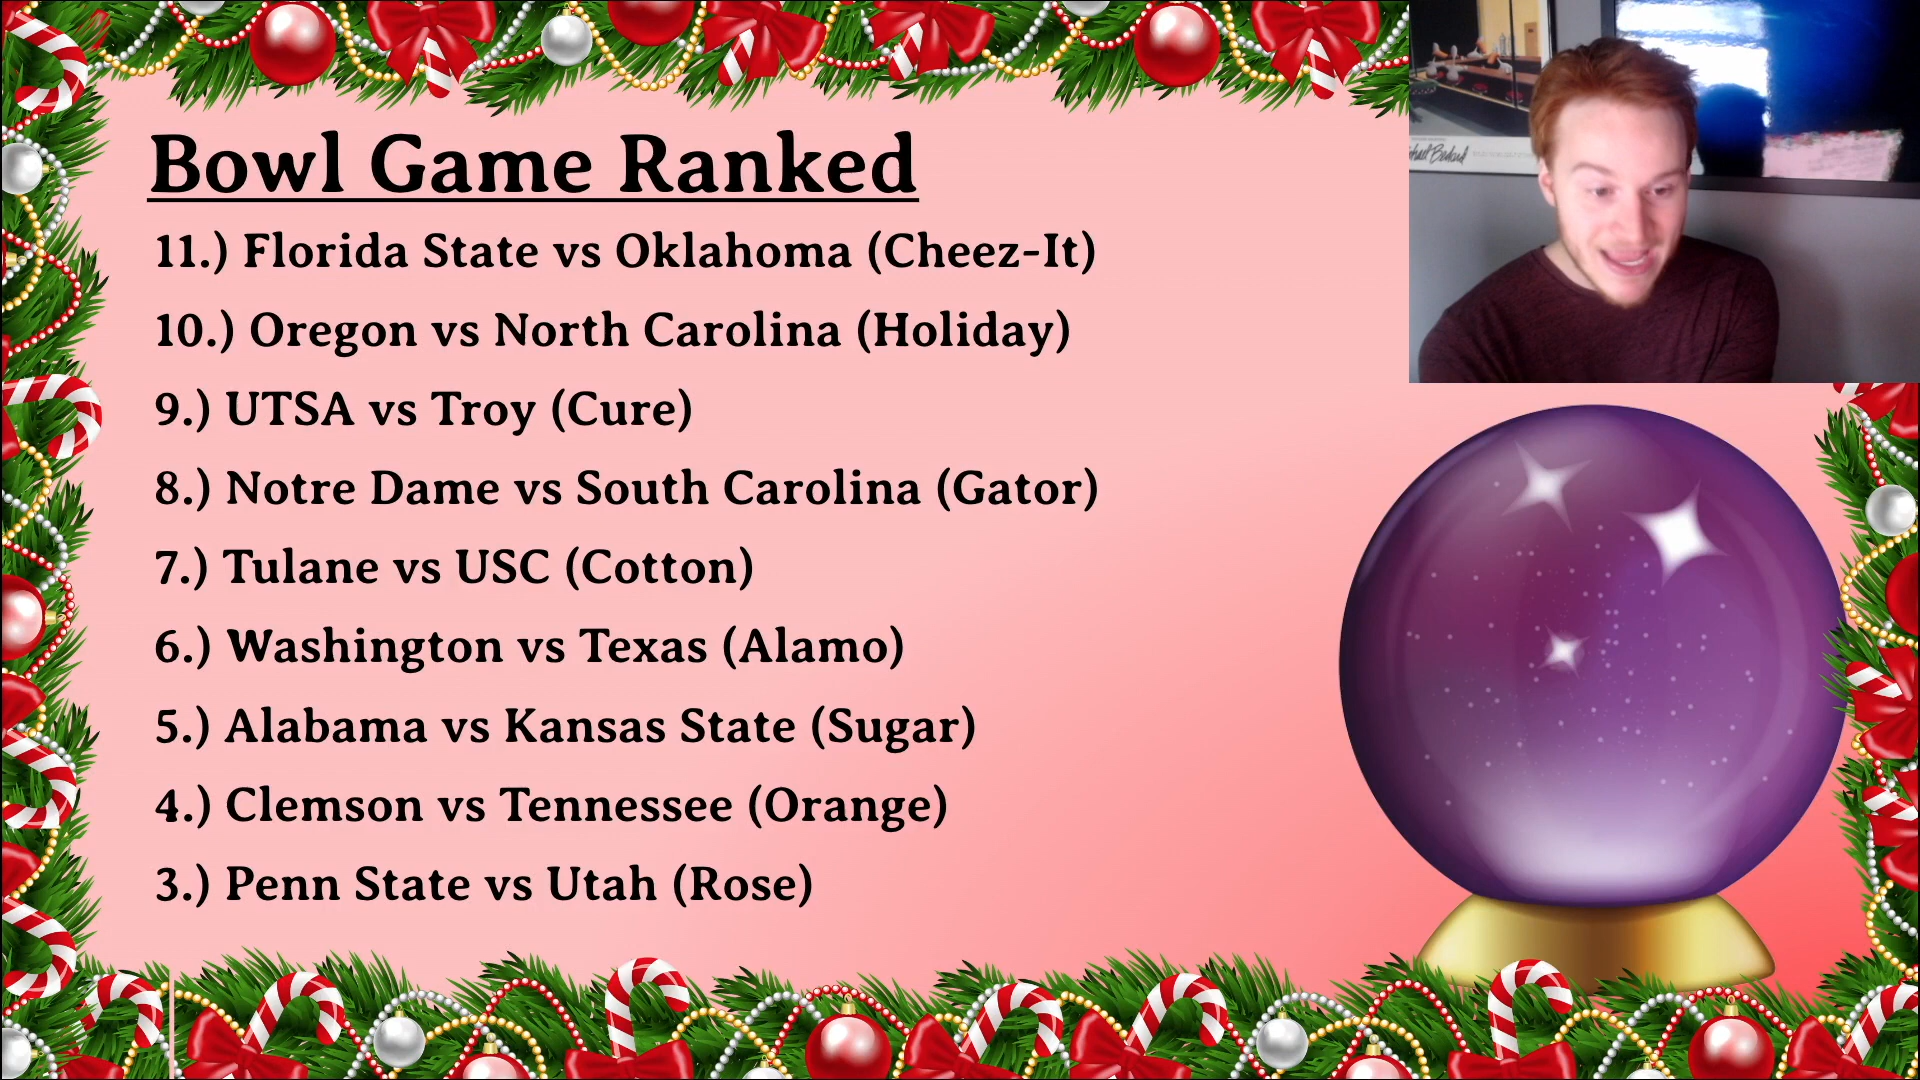 Bowl Game Ranked
11.) Florida State vs Oklahoma (Cheez-It)
10.) Oregon vs North Carolina (Holiday)
9.) UTSA vs Troy (Cure)
8.) Notre Dame vs South Carolina (Gator)
7.) Tulane vs USC (Cotton)
6.) Washington vs Texas (Alamo)
5.) Alabama vs Kansas State (Sugar)
4.) Clemson vs Tennessee (Orange)
3.) Penn State vs Utah (Rose)